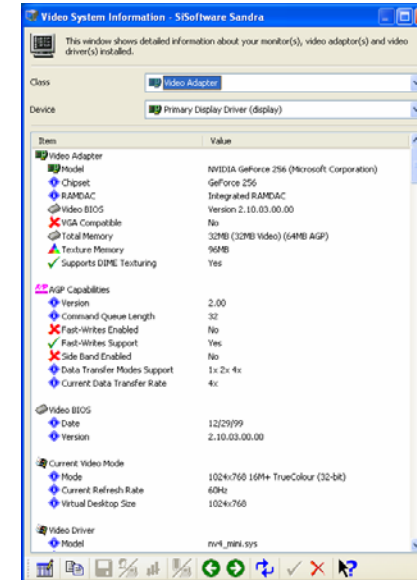 Video System Information - SiSoftware Sandra
This window shows detailed information about your monitor(s), video adaptor(s) and video
driver(s) installed.
Class
Video Adapter
Device
Primary Display Driver (display)
Item Value
Video Adapter
Model NVIDIA GeForce 256 (Microsoft Corporation)
Chipset GeForce 256
RAMDAC Integrated RAMDAC
Video BIOS Version 2.10.03.00.00
VGA Compatible No
Total Memory 32MB (32MB Video) (64MB AGP)
Texture Memory 96MB
Supports DIME Texturing Yes
AGP Capabilities
Version 2.00
Command Queue Length 32
Fast-Writes Enabled No
Fast-Writes Support Yes
Side Band Enabled No
Data Transfer Modes Support 1x 2x 4x
Current Data Transfer Rate 4x
Video BIOS
Date 12/29/99
Version 2.10.03.00.00
Current Video Mode
Mode 1024x768 16M+ TrueColour (32-bit)
Current Refresh Rate 60Hz
Virtual Desktop Size 1024x768
Video Driver
Model nv4_mini.sys